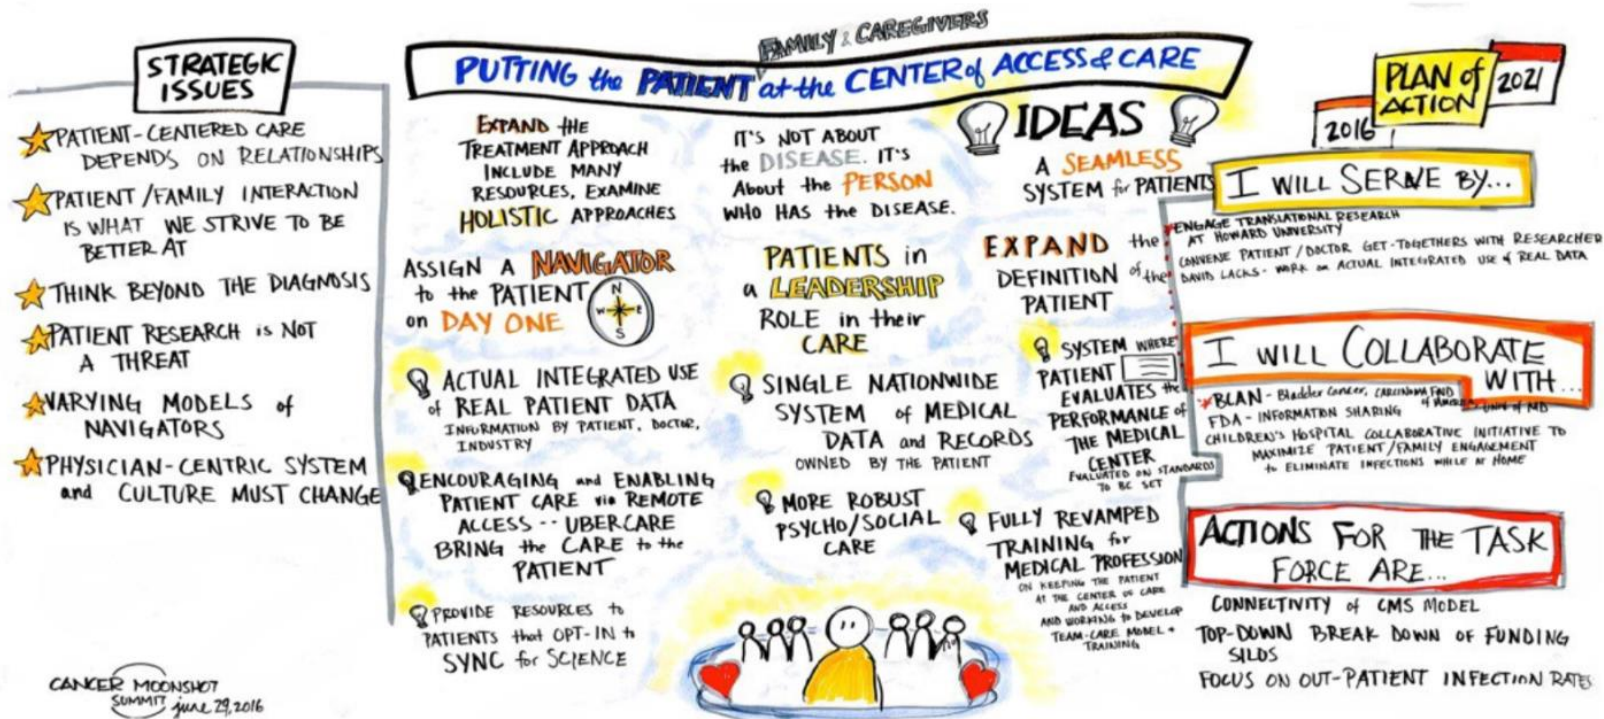 STRATEGIC
ISSUES
PATIENT-CENTERED CARE
DEPENDS ON RELATIONSHIPS
PATIENT/FAMILY INTERACTION
IS WHAT WE STRIVE TO BE
BETTER AT
THINK BEYOND THE DIAGNOSIS
PATIENT RESEARCH is NOT
A THREAT
VARYING MODELS of
NAVIGATORS
PHYSICIAN-CENTRIC SYSTEM
and CULTURE MUST CHANGE
CANCER MOONSHOT
SUMMIT june 29, 2016
FAMILY & CAREGIVERS
PUTTING the PATIENT at the CENTER of ACCESS & CARE
EXPAND the
TREATMENT APPROACH
INCLUDE MANY
RESOURCES, EXAMINE
HOLISTIC APPROACHES
ASSIGN A NAVIGATOR
to the PATIENT
on DAY ONE
N
W E
S
ACTUAL INTEGRATED USE
of REAL PATIENT DATA
INFORMATION BY PATIENT, DOCTOR,
INDUSTRY
ENCOURAGING and ENABLING
PATIENT CARE via REMOTE
ACCESS -- UBERCARE
BRING the CARE to the
PATIENT
PROVIDE RESOURCES to
PATIENTS that OPT-IN to
SYNC for SCIENCE
IT'S NOT ABOUT
the DISEASE. IT'S
About the PERSON
WHO HAS the DISEASE.
PATIENTS in
a LEADERSHIP
ROLE in their
CARE
SINGLE NATIONWIDE
SYSTEM of MEDICAL
DATA and RECORDS
OWNED BY THE PATIENT
MORE ROBUST
PSYCHO/SOCIAL
CARE
IDEAS
A SEAMLESS
SYSTEM for PATIENTS
EXPAND the
DEFINITION of the
PATIENT
SYSTEM WHERE
PATIENT
EVALUATES the
PERFORMANCE of
THE MEDICAL
CENTER
EVALUATED ON STANDARDS
TO BE SET
FULLY REVAMPED
TRAINING for
MEDICAL PROFESSION
ON KEEPING THE PATIENT
AT THE CENTER OF CARE
AND ACCESS
AND WORKING to DEVELOP
TEAM-CARE MODEL +
TRAINING
PLAN of
ACTION
2016
2021
I WILL SERVE BY...
ENGAGE TRANSLATIONAL RESEARCH
AT HOWARD UNIVERSITY
CONVENE PATIENT/DOCTOR GET-TOGETHERS WITH RESEARCHER
DAVID LACKS - WORK on ACTUAL INTEGRATED USE of REAL DATA
I WILL COLLABORATE
WITH...
BCAN - Bladder Cancer, CARCINOMA FND
of America, UNIV of MD
FDA - INFORMATION SHARING
CHILDREN'S HOSPITAL COLLABORATIVE INITIATIVE TO
MAXIMIZE PATIENT/FAMILY ENGAGEMENT
to ELIMINATE INFECTIONS WHILE AT HOME
ACTIONS FOR THE TASK
FORCE ARE...
CONNECTIVITY of CMS MODEL
TOP-DOWN BREAK DOWN OF FUNDING
SILOS
FOCUS ON OUT-PATIENT INFECTION RATES